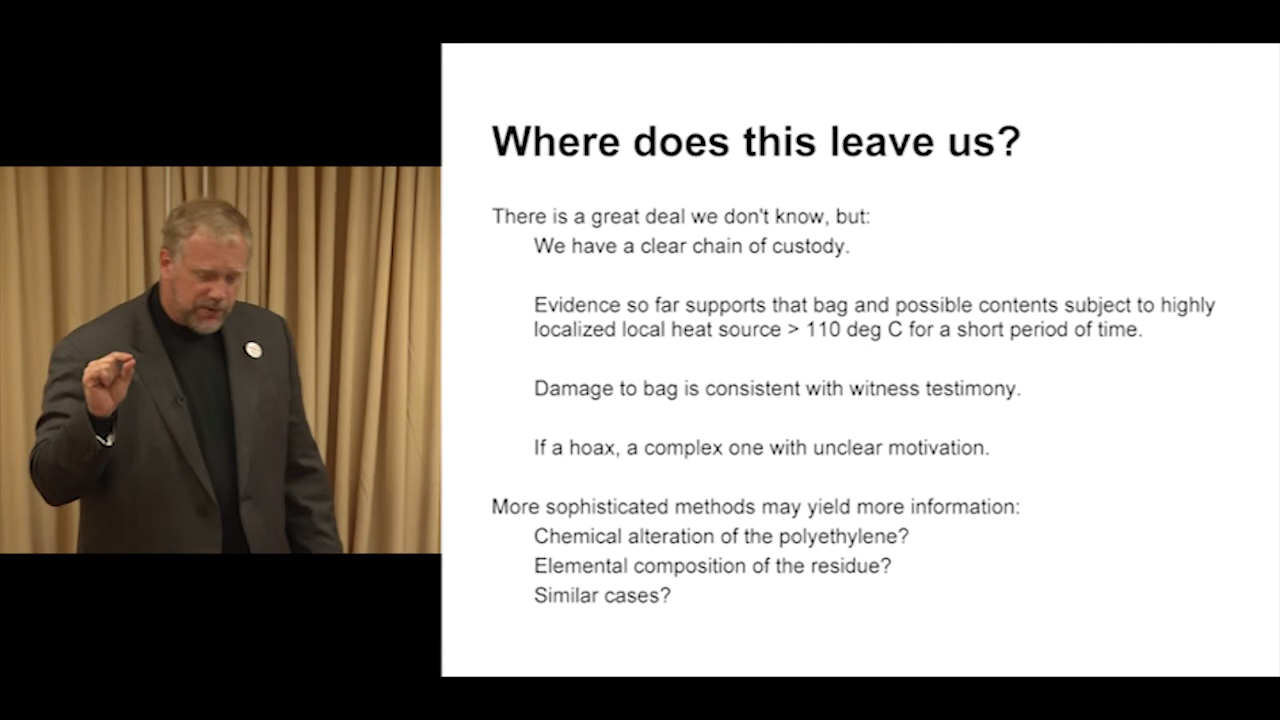 Where does this leave us?
There is a great deal we don't know, but:
We have a clear chain of custody.
Evidence so far supports that bag and possible contents subject to highly
localized local heat source > 110 deg C for a short period of time.
Damage to bag is consistent with witness testimony.
If a hoax, a complex one with unclear motivation.
More sophisticated methods may yield more information:
Chemical alteration of the polyethylene?
Elemental composition of the residue?
Similar cases?